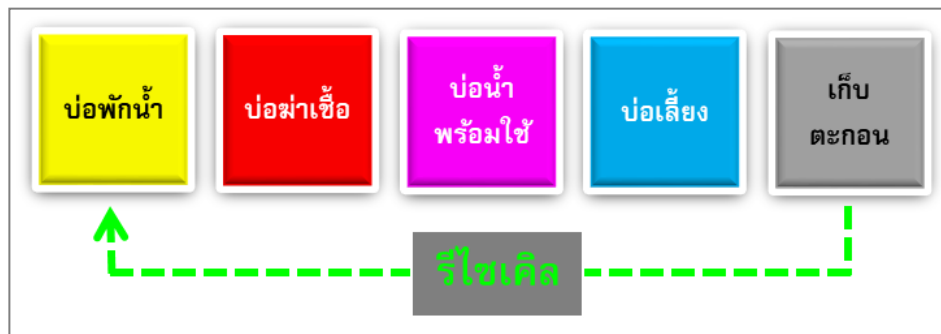 บ่อพักน้ำ
บ่อฆ่าเชื้อ
บ่อน้ำ
พร้อมใช้
บ่อเลี้ยง
เก็บ
ตะกอน
รีไซเคิล